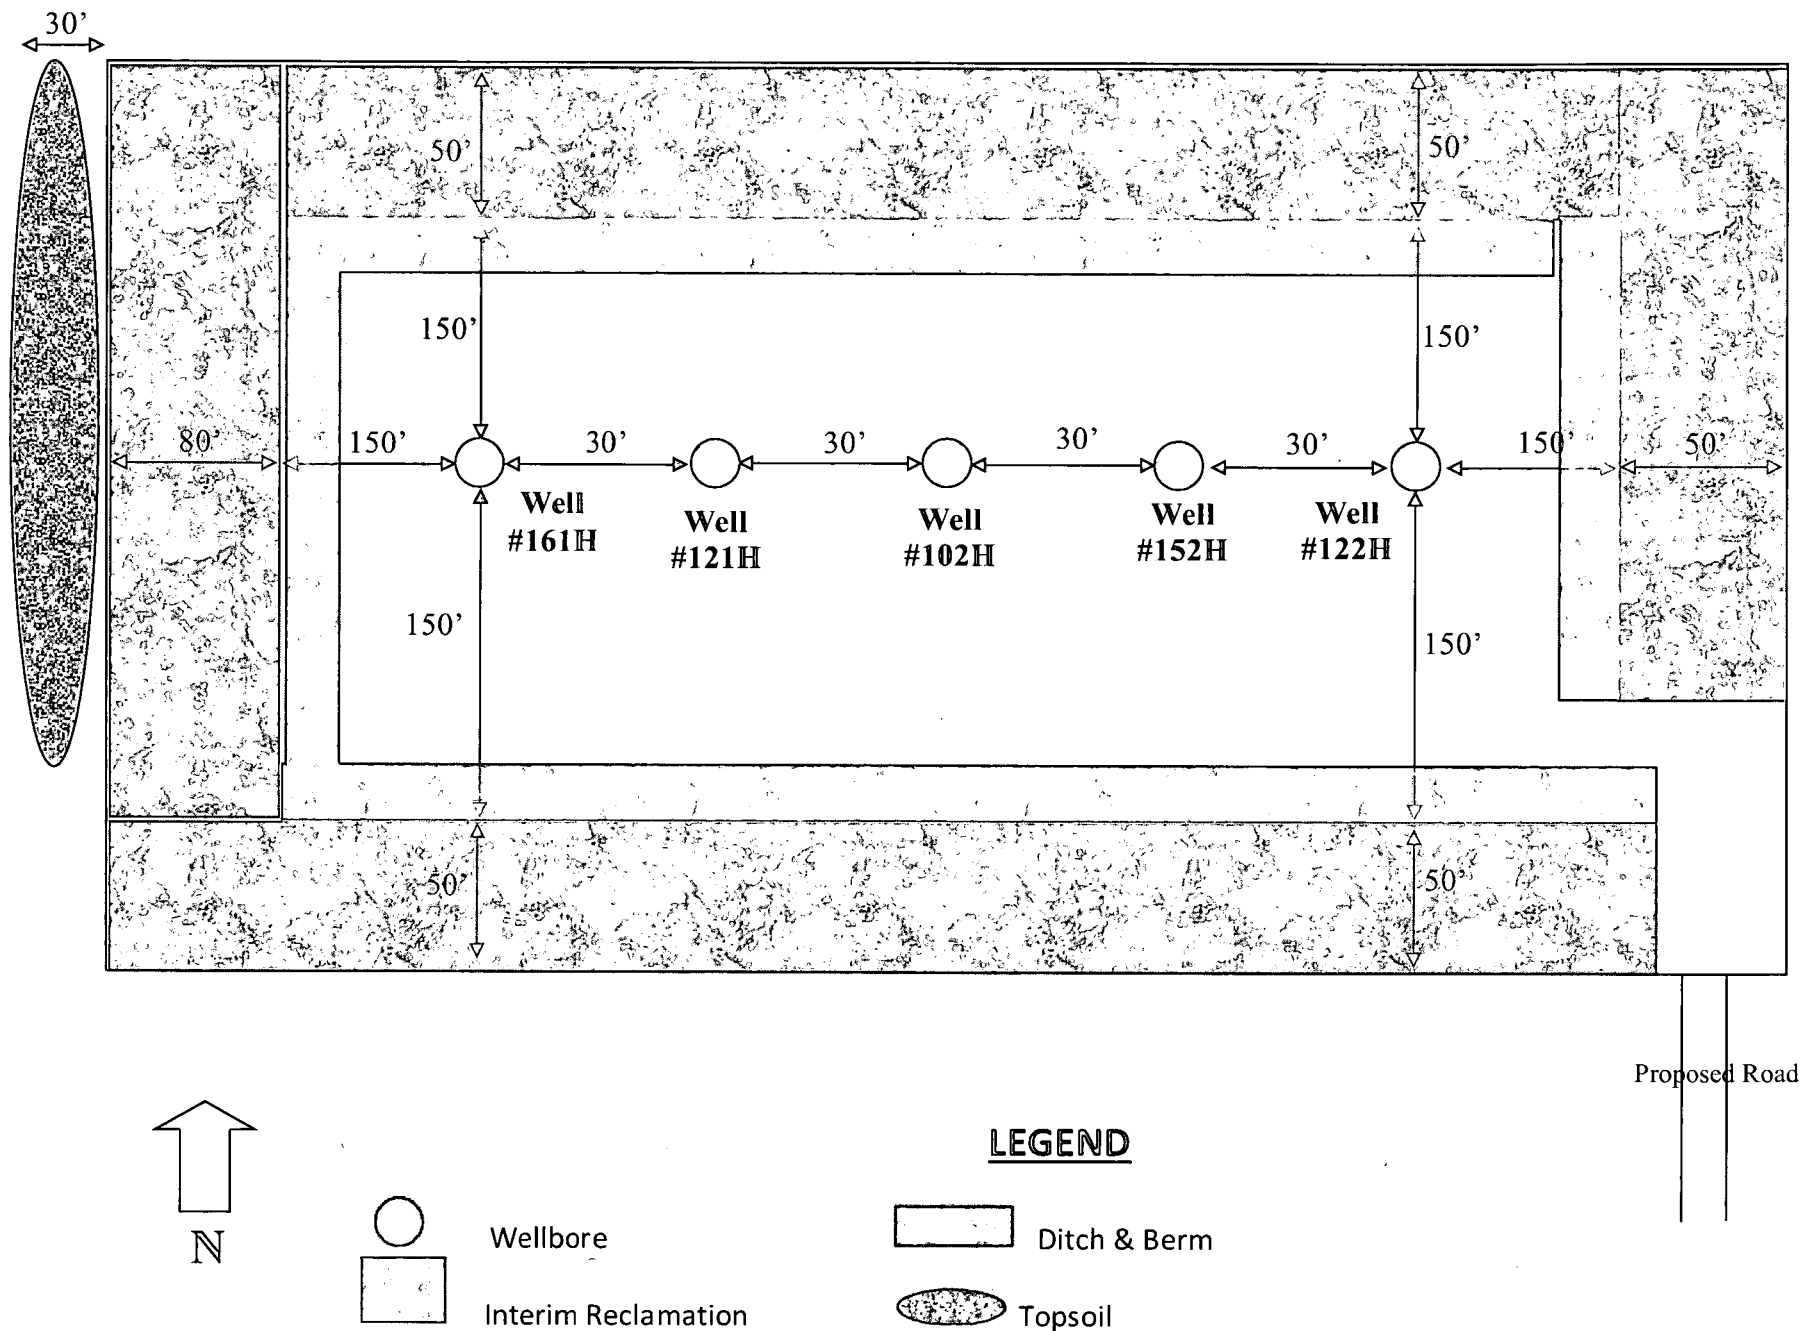 30’
50’
50’
150’
150’
80’
150’
30’
30’
30’
30’
150’
50’
Well
#161H
Well
#121H
Well
#102H
Well
#152H
Well
#122H
150’
150’
50’
50’
Proposed Road
LEGEND
N
Wellbore
Ditch & Berm
Interim Reclamation
Topsoil